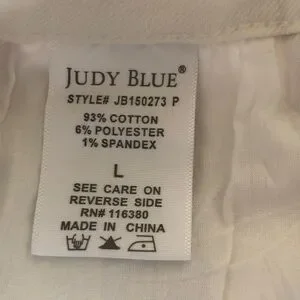 JUDY BLUE®
STYLE# JB150273 P
93% COTTON
6% POLYESTER
1% SPANDEX
L
SEE CARE ON
REVERSE SIDE
RN# 116380
MADE IN CHINA